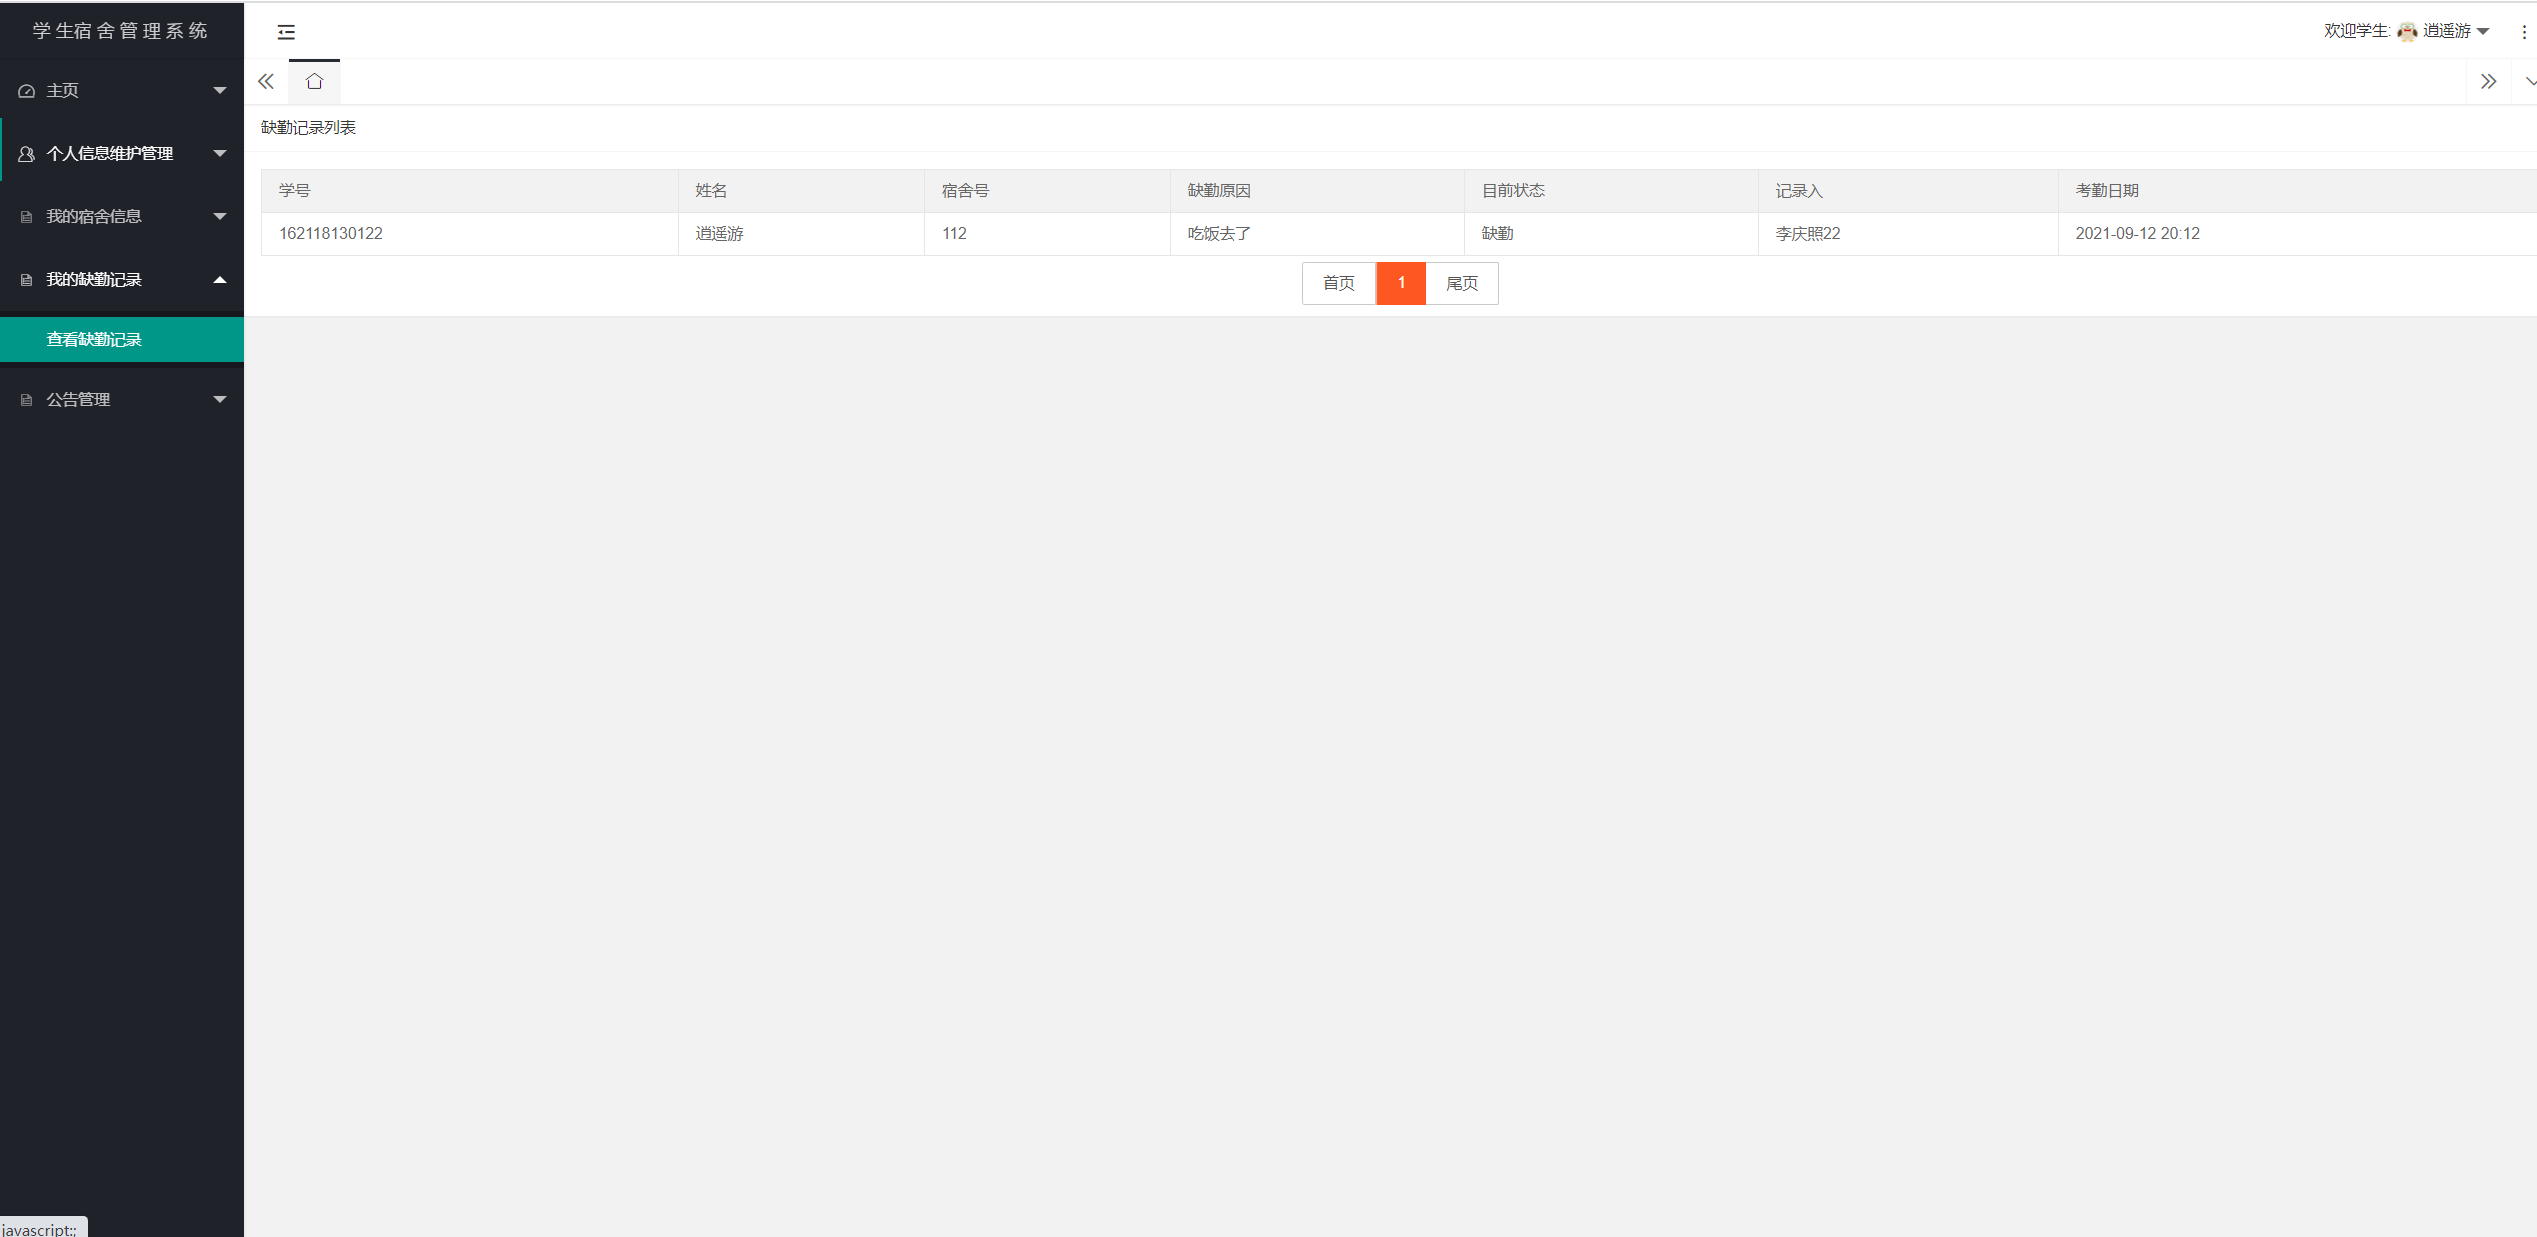 学生宿舍管理系统
欢迎学生: 逍遥游
主页
个人信息维护管理
我的宿舍信息
我的缺勤记录
查看缺勤记录
公告管理
缺勤记录列表
学号 姓名 宿舍号 缺勤原因 目前状态 记录入 考勤日期
162118130122 逍遥游 112 吃饭去了 缺勤 李庆照22 2021-09-12 20:12
首页 1 尾页
javascript:;